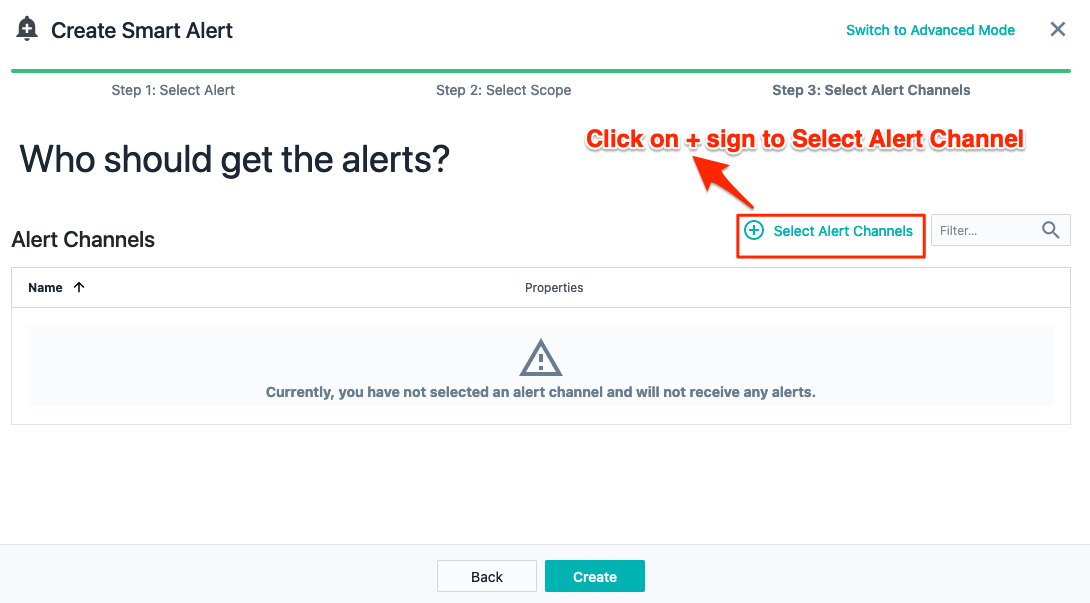 Create Smart Alert
Switch to Advanced Mode
Step 1: Select Alert
Step 2: Select Scope
Step 3: Select Alert Channels
Click on + sign to Select Alert Channel
Who should get the alerts?
Alert Channels
Select Alert Channels
Filter...
Name
Properties
Currently, you have not selected an alert channel and will not receive any alerts.
Back
Create